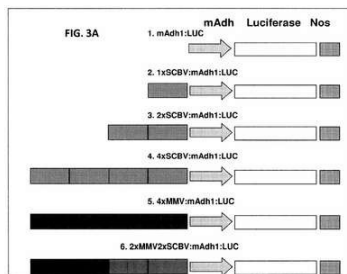 mAdh Luciferase Nos
FIG. 3A
1. mAdh1:LUC
2. 1xSCBV:mAdh1:LUC
3. 2xSCBV:mAdh1:LUC
4. 4xSCBV:mAdh1:LUC
5. 4xMMV:mAdh1:LUC
6. 2xMMV2xSCBV:mAdh1:LUC